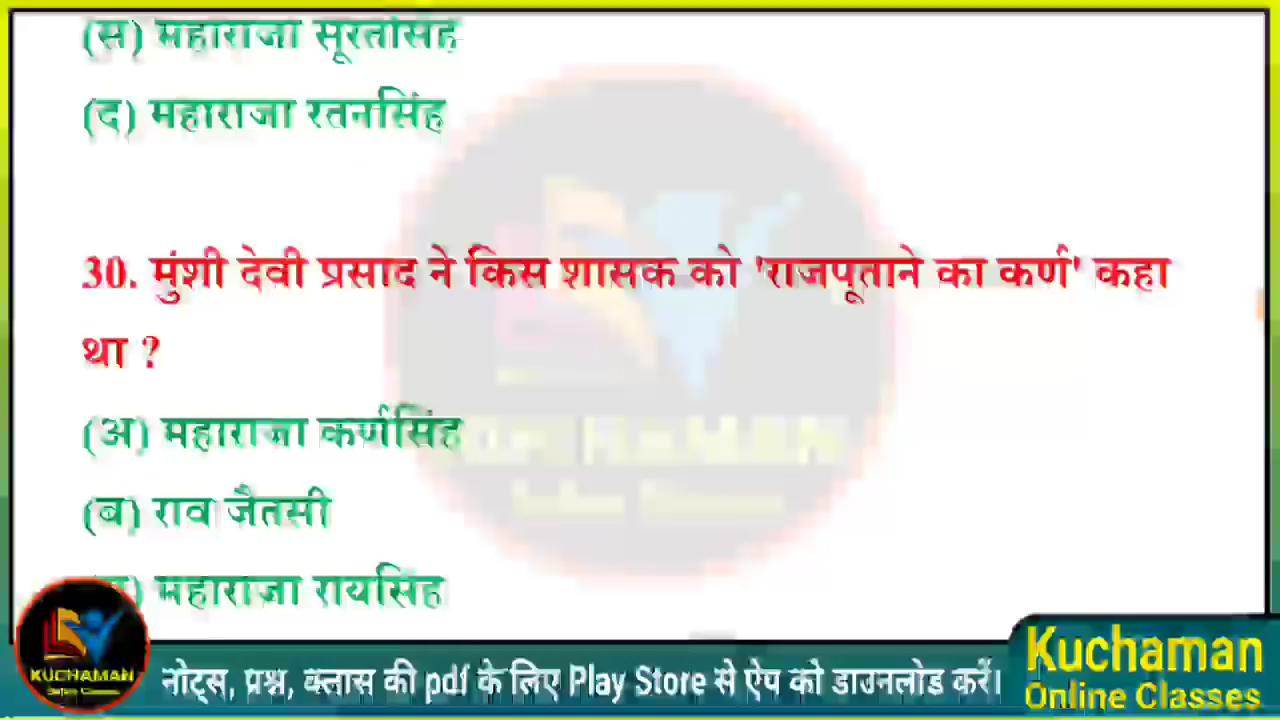 (स) महाराजा सूरतसिंह
(द) महाराजा रतनसिंह
30. मुंशी देवी प्रसाद ने किस शासक को 'राजपूताने का कर्ण' कहा
था ?
(अ) महाराजा कर्णसिंह
(ब) राव जैतसी
महाराजा रायसिंह
KUCHAMAN
नोट्स, प्रश्न, क्लास की pdf के लिए Play Store से ऐप को डाउनलोड करें।
Kuchaman
Online Classes